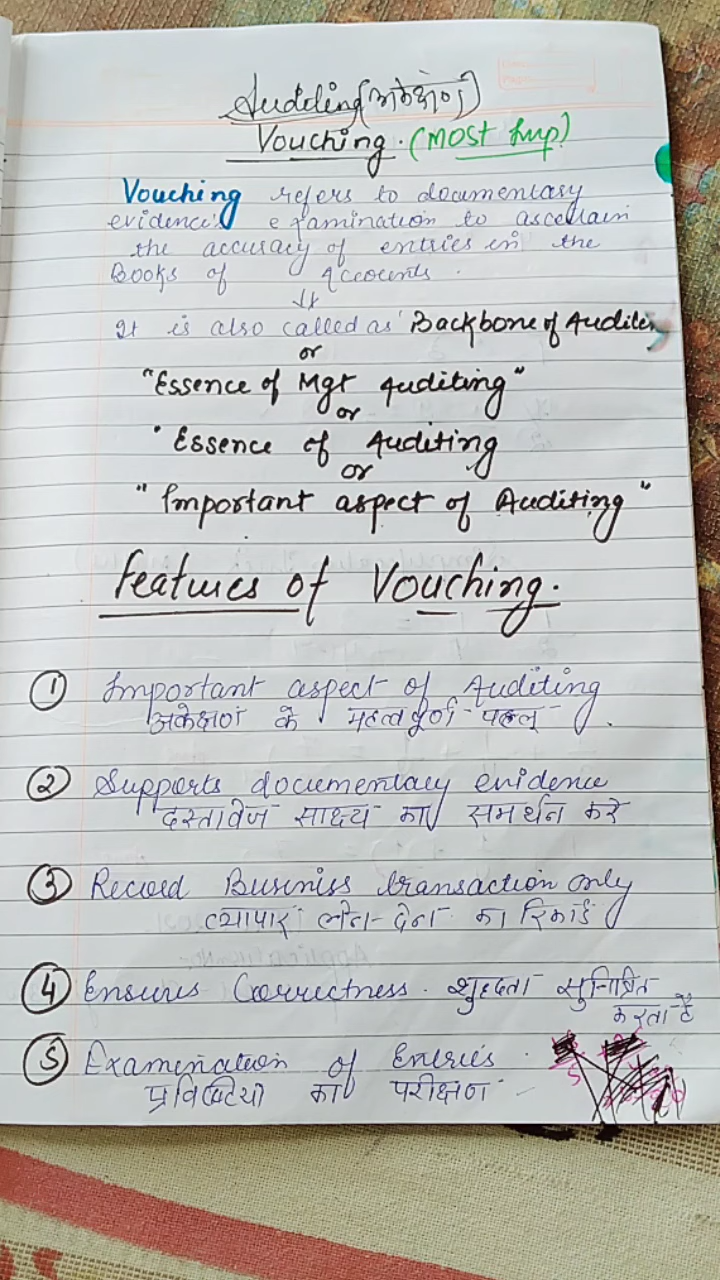 Auditing (अंकेक्षण)
Vouching. (MOST Imp)
Vouching refers to documentary
evidence's examination to ascertain
the accuracy of entries in the
Books of Accounts.
It is also called as 'Backbone of Auditin
or
"Essence of Mgt Auditing"
or
"Essence of Auditing
or
"Important aspect of Auditing"
Features of Vouching.
① Important aspect of Auditing
अंकेक्षण के महत्वपूर्ण पहलू.
② Supports documentary evidence
दस्तावेज साक्ष्य का समर्थन करे
③ Record Business transaction only
व्यापार लेन-देन का रिकार्ड
④ Ensures Correctness. शुद्धता सुनिश्चित
करता है
⑤ Examination of Entries.
प्रविष्टियो का परीक्षण